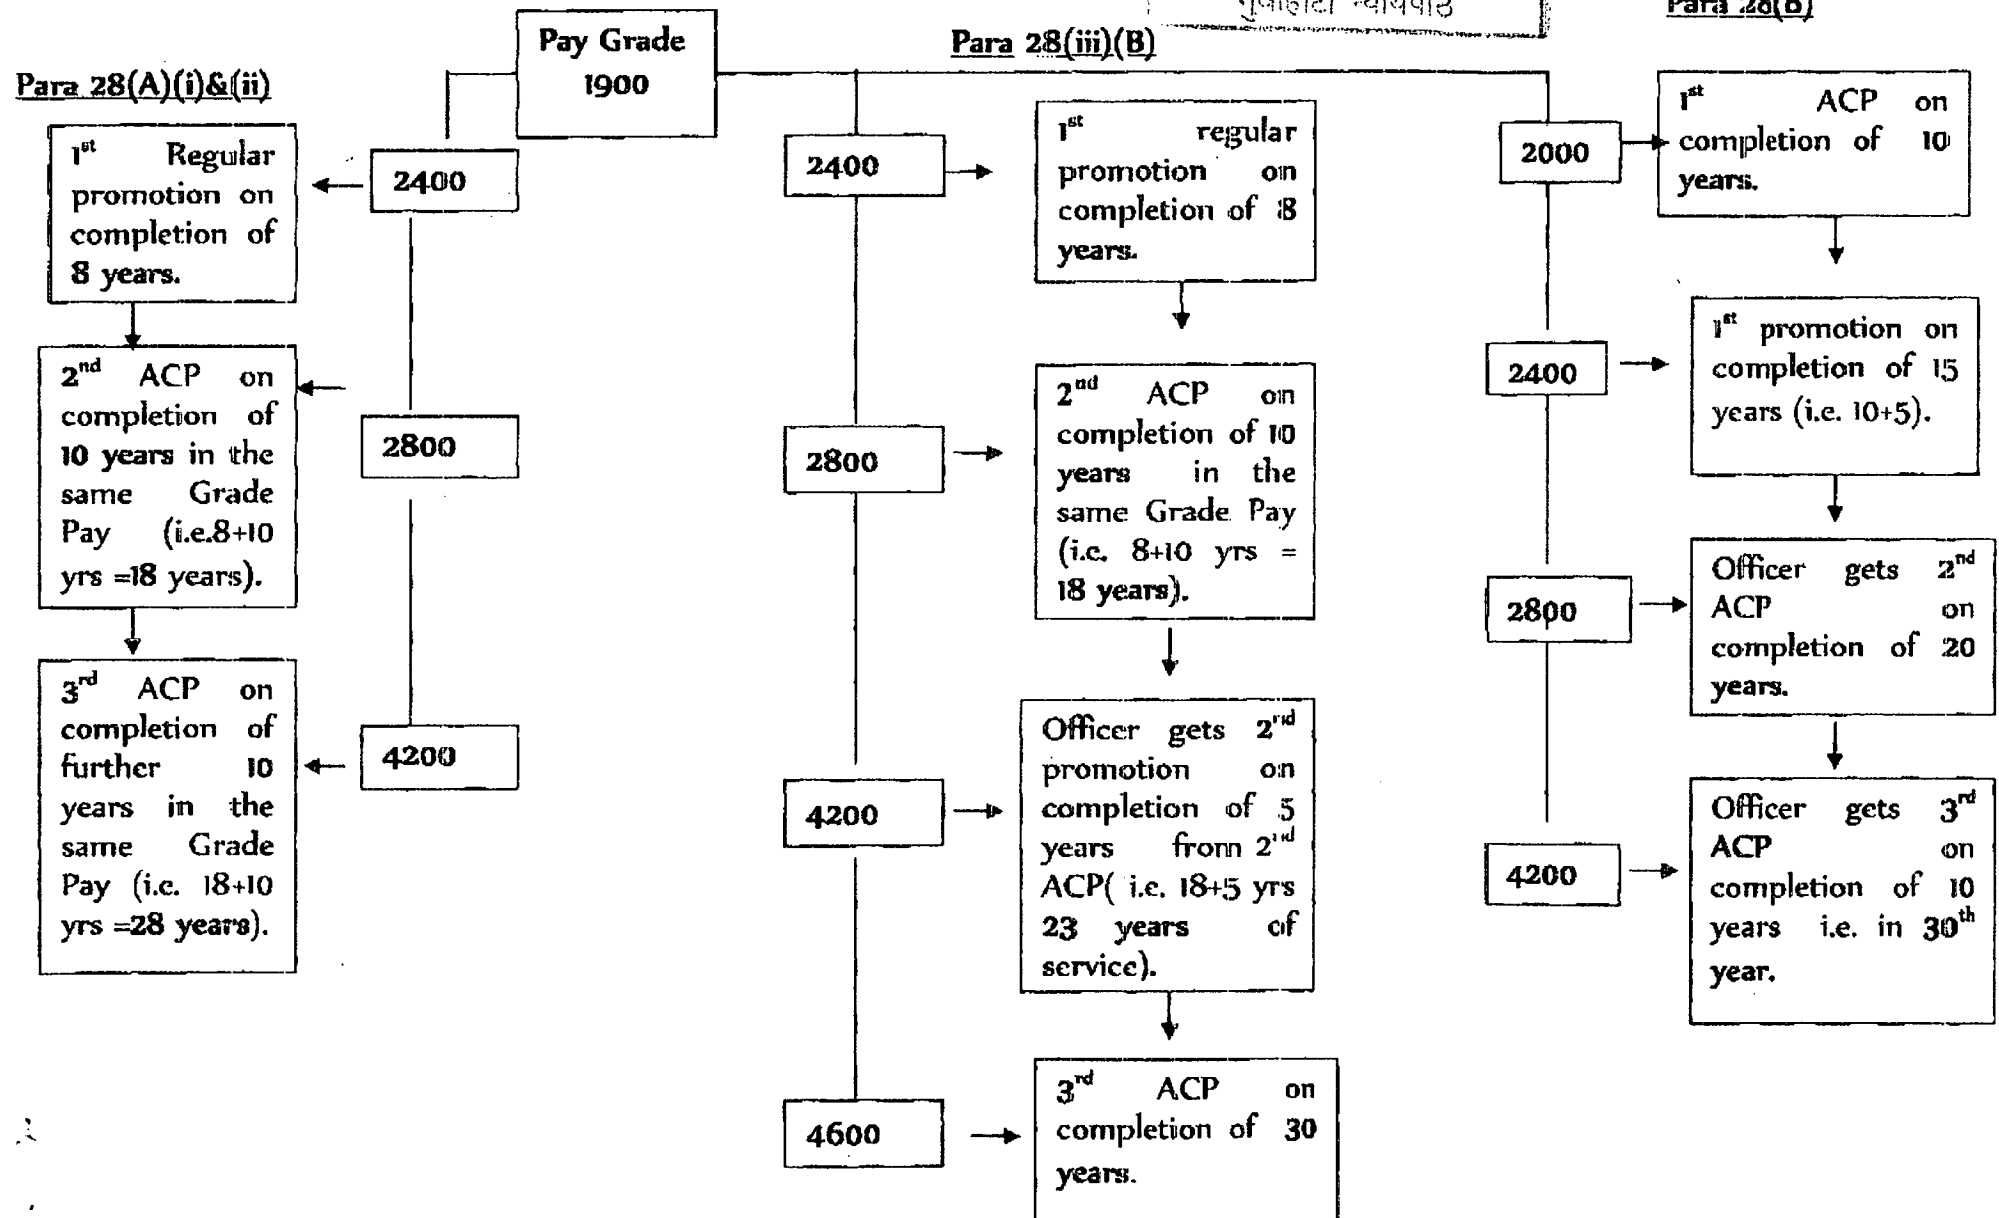 गुवाहाटी न्यायपीठ
Para 28(B)
Pay Grade
1900
Para 28(iii)(B)
Para 28(A)(i)&(ii)
1st Regular
promotion on
completion of
8 years.
2400
2nd ACP on
completion of
10 years in the
same Grade
Pay (i.e.8+10
yrs =18 years).
2800
3rd ACP on
completion of
further 10
years in the
same Grade
Pay (i.e. 18+10
yrs =28 years).
4200
2400
1st regular
promotion on
completion of 8
years.
2800
2nd ACP on
completion of 10
years in the
same Grade Pay
(i.e. 8+10 yrs =
18 years).
4200
Officer gets 2nd
promotion on
completion of 5
years from 2nd
ACP( i.e. 18+5 yrs
23 years of
service).
4600
3rd ACP on
completion of 30
years.
2000
1st ACP on
completion of 10
years.
2400
1st promotion on
completion of 15
years (i.e. 10+5).
2800
Officer gets 2nd
ACP on
completion of 20
years.
4200
Officer gets 3rd
ACP on
completion of 10
years i.e. in 30th
year.